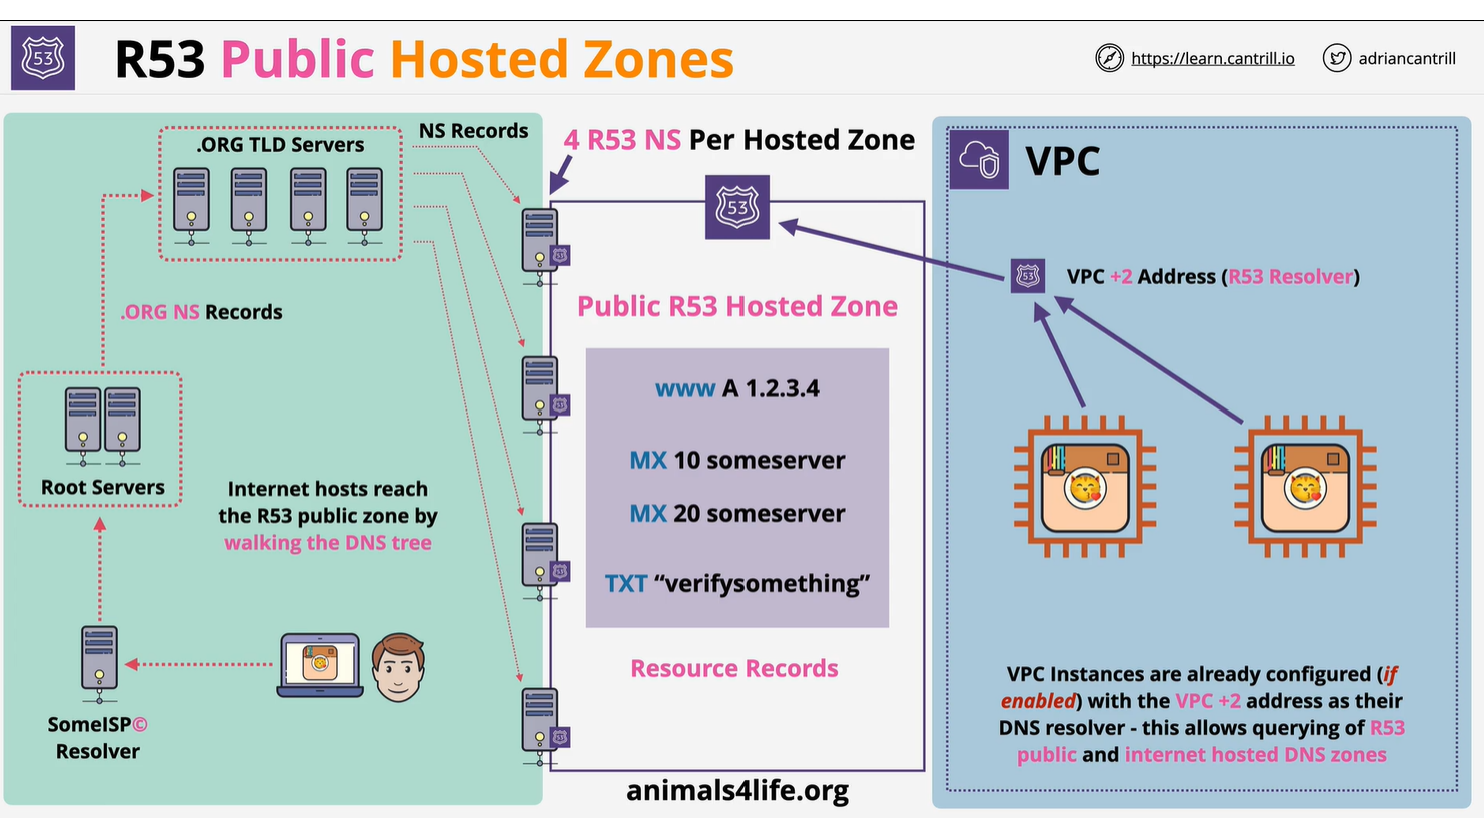 53
R53 Public Hosted Zones
https://learn.cantrill.io
adriancantrill
.ORG TLD Servers
NS Records
.ORG NS Records
Root Servers
Internet hosts reach
the R53 public zone by
walking the DNS tree
SomeISP©
Resolver
4 R53 NS Per Hosted Zone
53
Public R53 Hosted Zone
www A 1.2.3.4
MX 10 someserver
MX 20 someserver
TXT “verifysomething”
Resource Records
animals4life.org
53
53
53
53
VPC
53
VPC +2 Address (R53 Resolver)
VPC Instances are already configured (if
enabled) with the VPC +2 address as their
DNS resolver - this allows querying of R53
public and internet hosted DNS zones